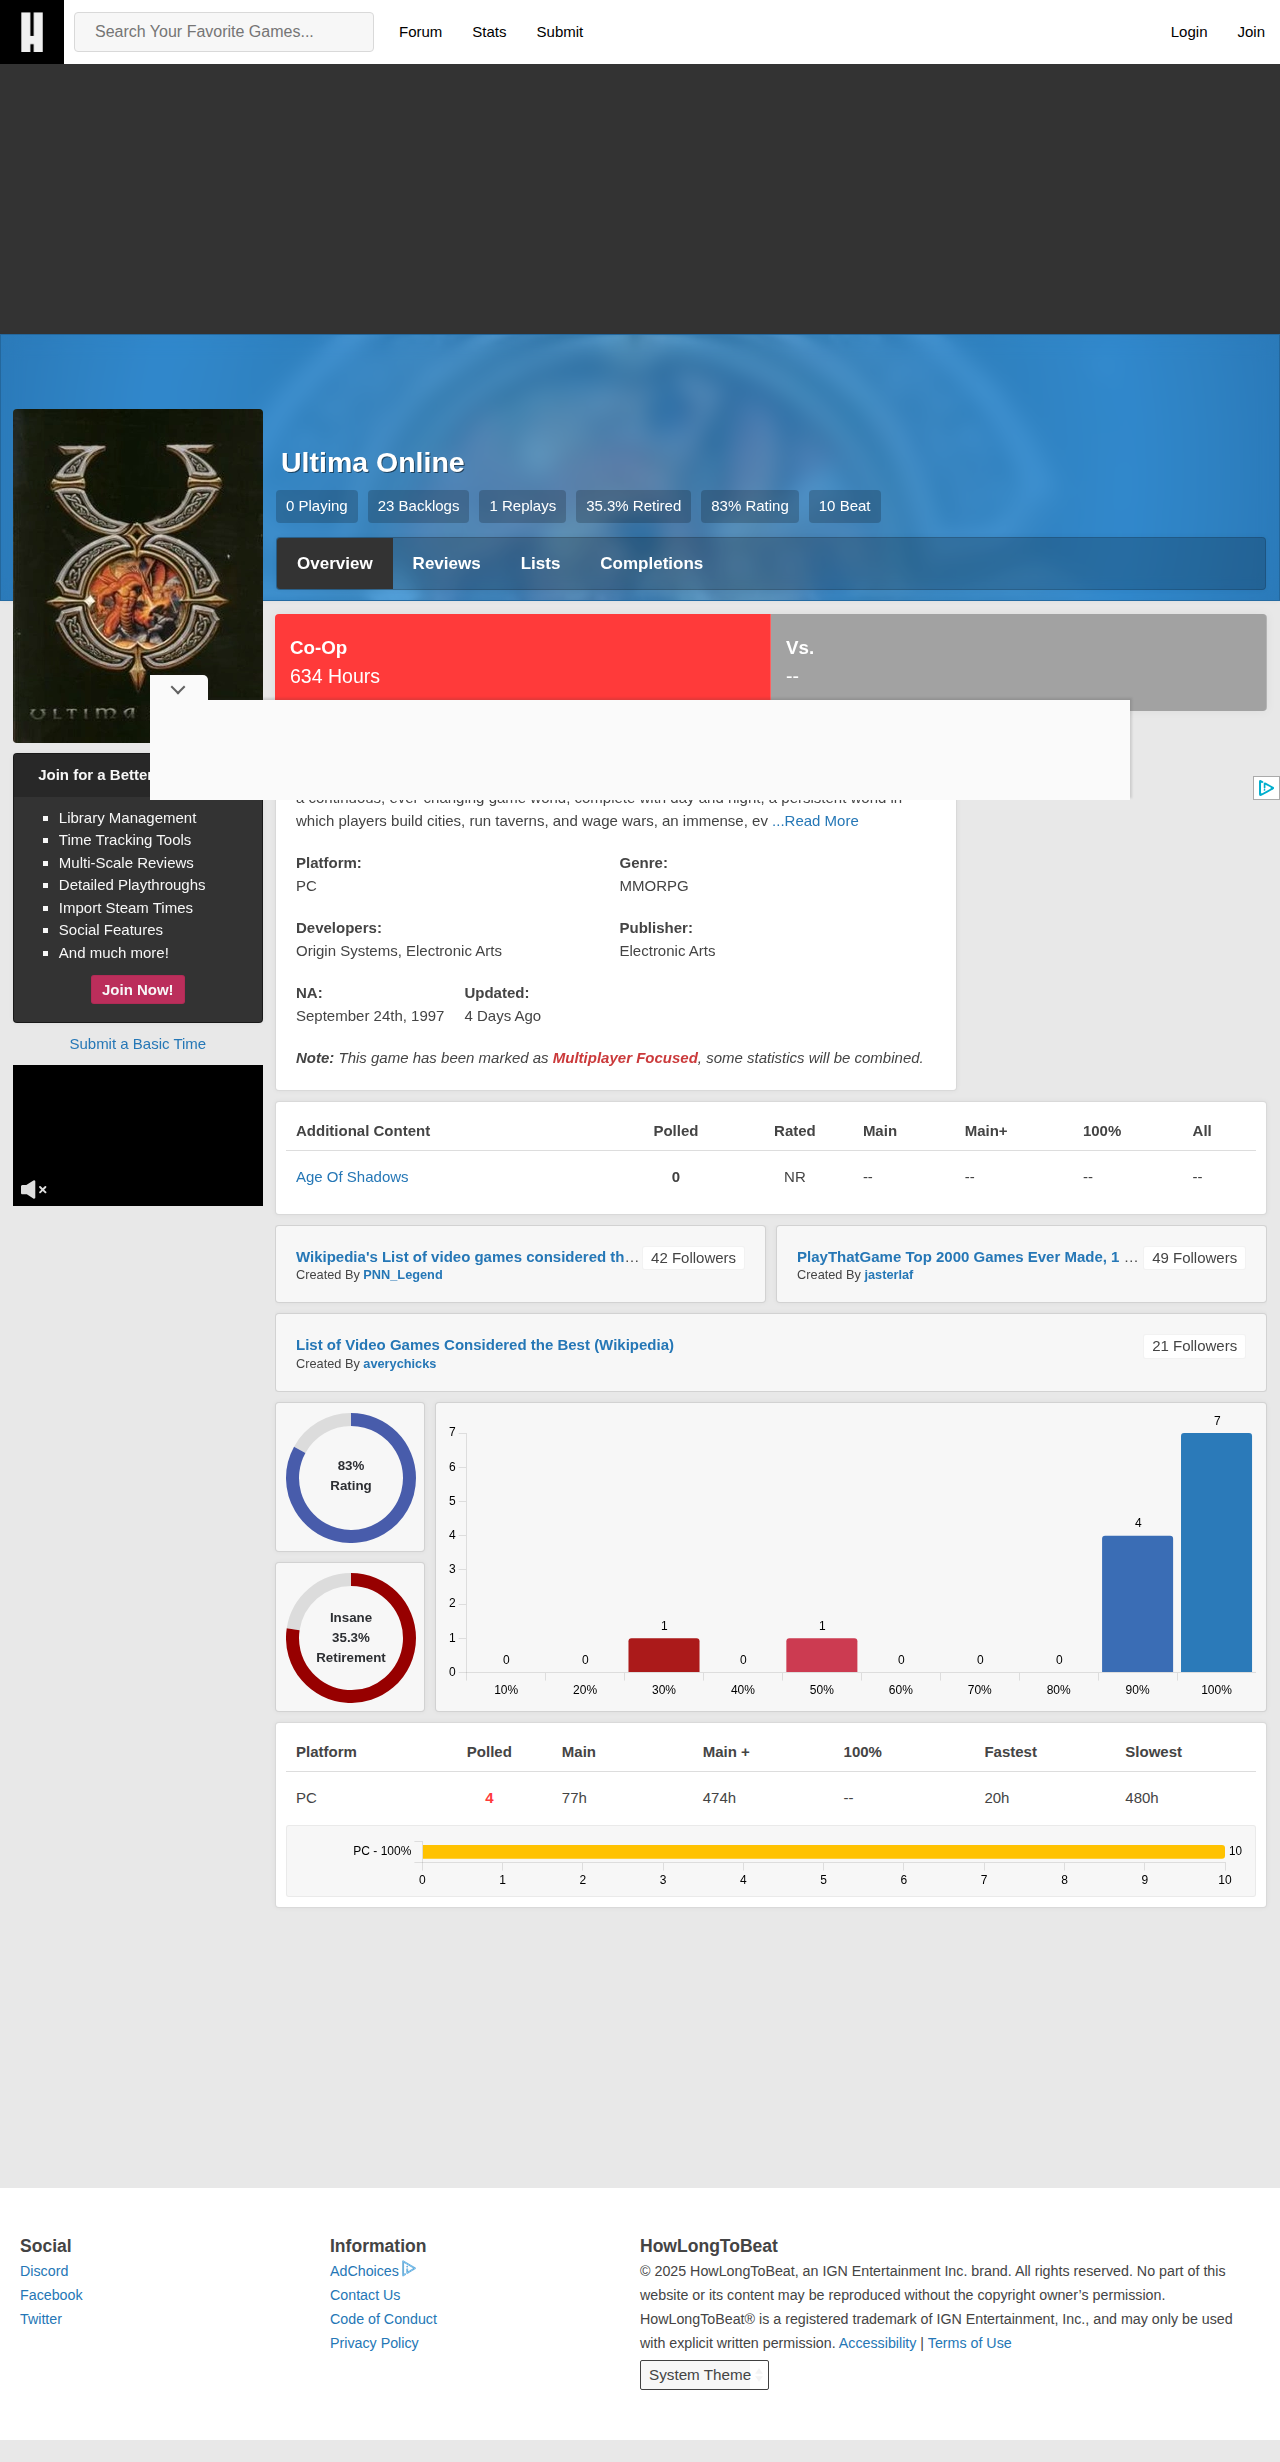 H
Search Your Favorite Games...
Forum Stats Submit
Login Join
Ultima Online
0 Playing 23 Backlogs 1 Replays 35.3% Retired 83% Rating 10 Beat
Overview Reviews Lists Completions
Co-Op
634 Hours
Vs.
--
ULTIMA
Join for a Better
Library Management
Time Tracking Tools
Multi-Scale Reviews
Detailed Playthroughs
Import Steam Times
Social Features
And much more!
Join Now!
Submit a Basic Time
a continuous, ever changing game world, complete with day and night, a persistent world in
which players build cities, run taverns, and wage wars, an immense, ev ...Read More
Platform:
PC
Genre:
MMORPG
Developers:
Origin Systems, Electronic Arts
Publisher:
Electronic Arts
NA:
September 24th, 1997
Updated:
4 Days Ago
Note: This game has been marked as Multiplayer Focused, some statistics will be combined.
Additional Content Polled Rated Main Main+ 100% All
Age Of Shadows 0 NR -- -- -- --
Wikipedia's List of video games considered th... 42 Followers
Created By PNN_Legend
PlayThatGame Top 2000 Games Ever Made, 1 ... 49 Followers
Created By jasterlaf
List of Video Games Considered the Best (Wikipedia) 21 Followers
Created By averychicks
83%
Rating
Insane
35.3%
Retirement
7
6
5
4
3
2
1
0
0 0 1 0 1 0 0 0 4 7
10% 20% 30% 40% 50% 60% 70% 80% 90% 100%
Platform Polled Main Main + 100% Fastest Slowest
PC 4 77h 474h -- 20h 480h
PC - 100% 10
0 1 2 3 4 5 6 7 8 9 10
Social
Discord
Facebook
Twitter
Information
AdChoices
Contact Us
Code of Conduct
Privacy Policy
HowLongToBeat
© 2025 HowLongToBeat, an IGN Entertainment Inc. brand. All rights reserved. No part of this
website or its content may be reproduced without the copyright owner’s permission.
HowLongToBeat® is a registered trademark of IGN Entertainment, Inc., and may only be used
with explicit written permission. Accessibility | Terms of Use
System Theme